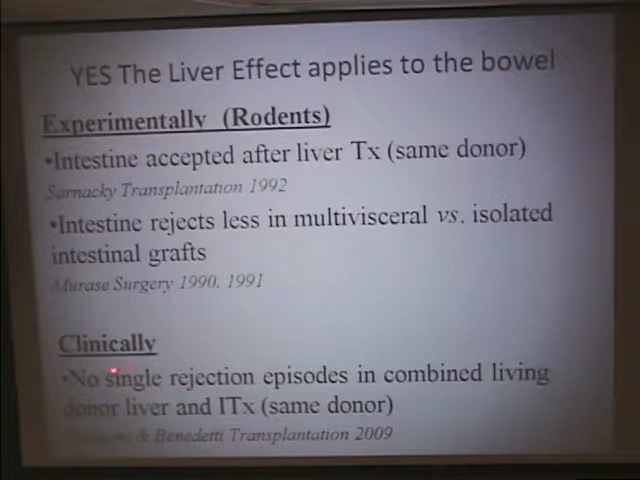 YES The Liver Effect applies to the bowel
Experimentally (Rodents)
•Intestine accepted after liver Tx (same donor)
Sarnacky Transplantation 1992
•Intestine rejects less in multivisceral vs. isolated
intestinal grafts
Murase Surgery 1990, 1991
Clinically
•No single rejection episodes in combined living
donor liver and ITx (same donor)
& Benedetti Transplantation 2009